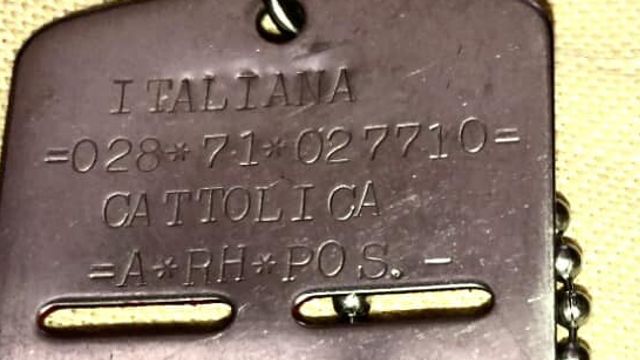 ITALIANA
=028*71*027710=
CATTOLICA
=A*RH*POS.-